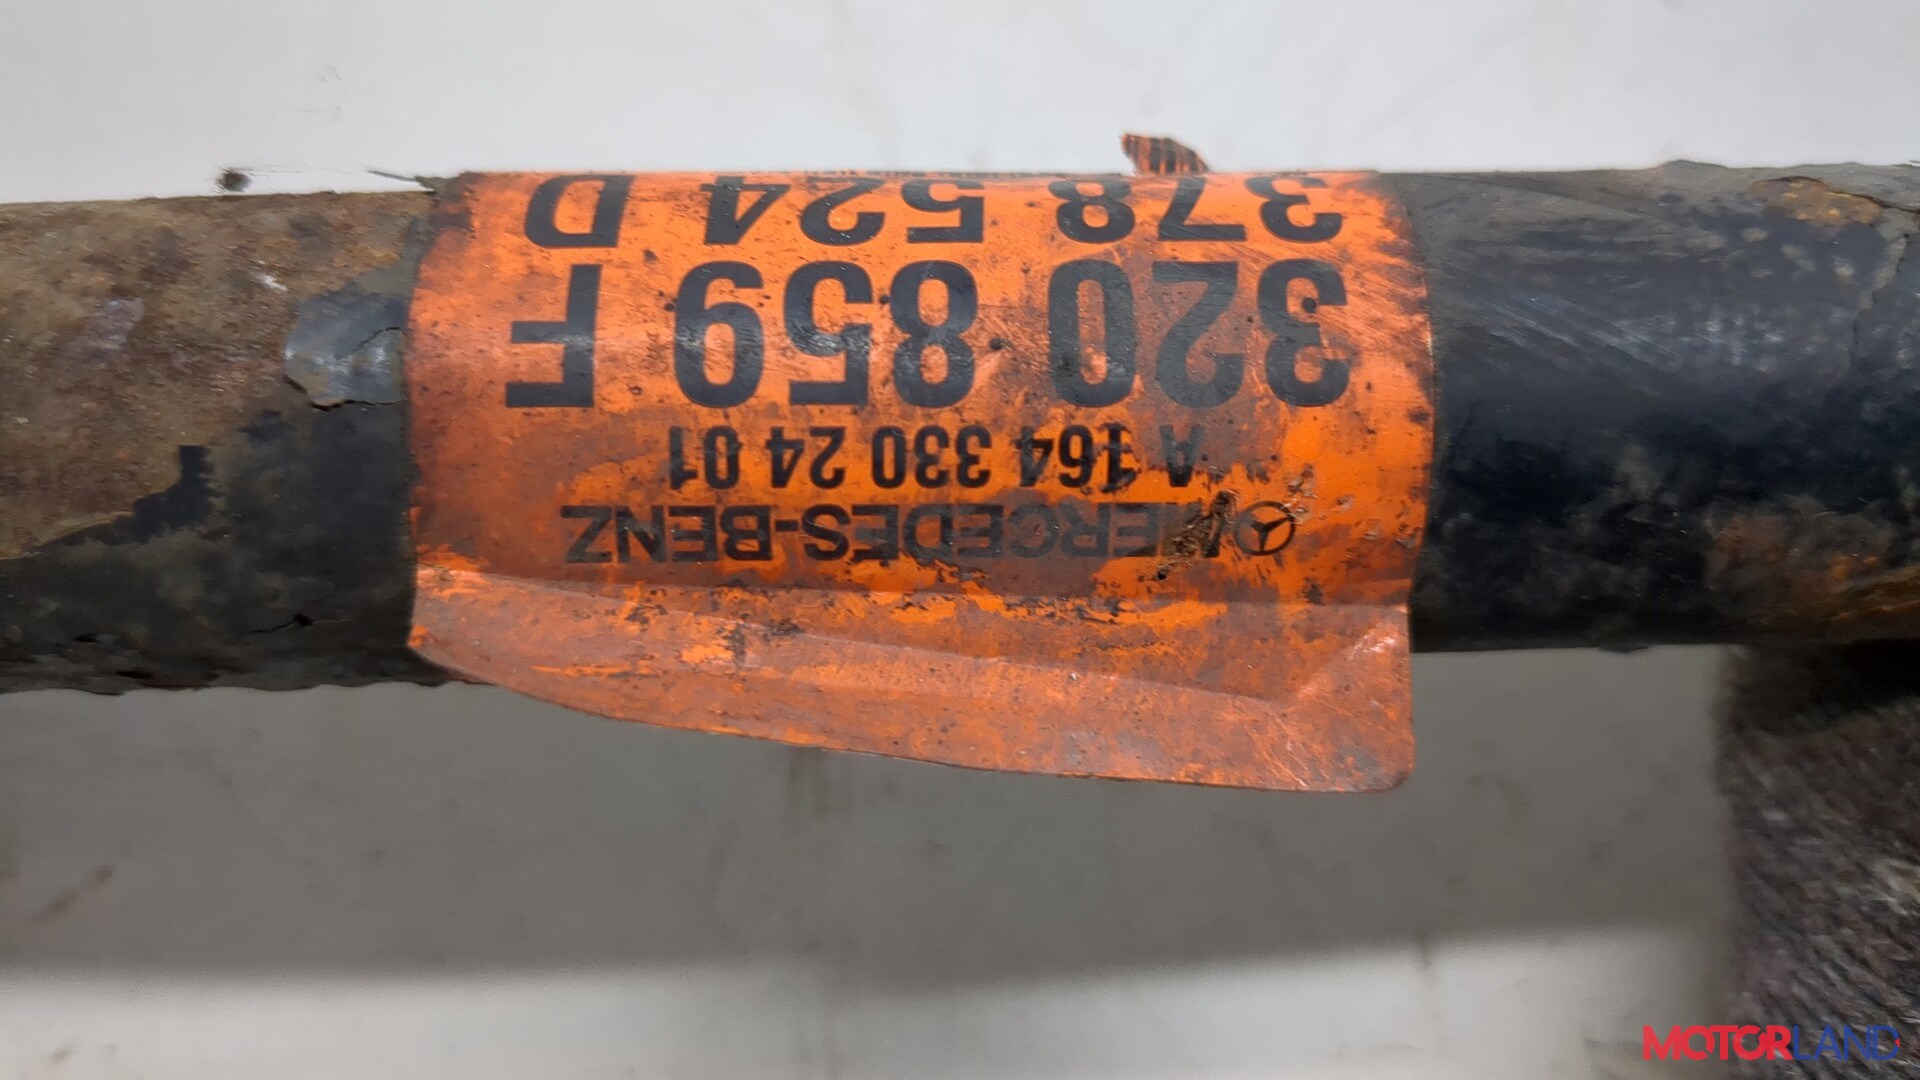 MERCEDES-BENZ
A 164 330 24 01
320 859 F
378 524 D
MOTORLAND